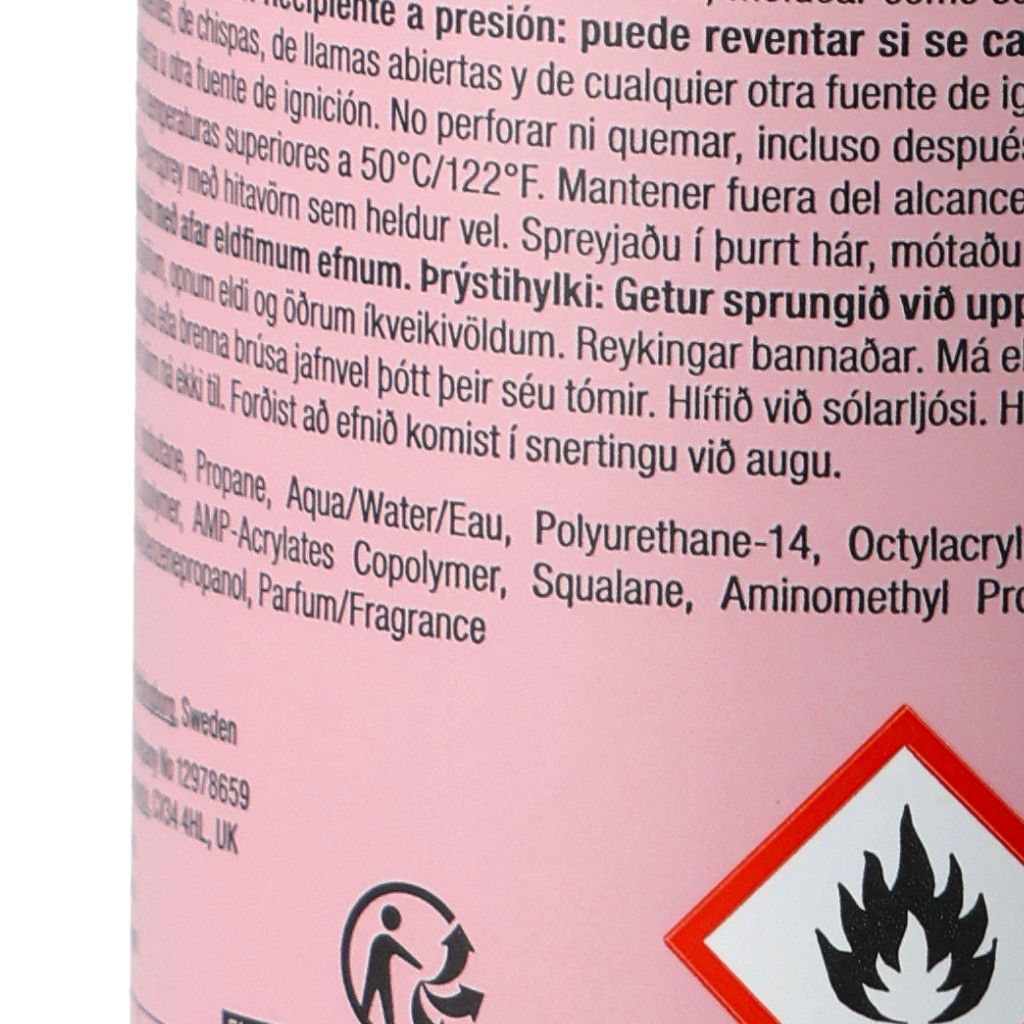 recipiente a presión: puede reventar si se ca
de chispas, de llamas abiertas y de cualquier otra fuente de ig
u otra fuente de ignición. No perforar ni quemar, incluso despué
temperaturas superiores a 50°C/122°F. Mantener fuera del alcance
með hitavörn sem heldur vel. Spreyjaðu í þurrt hár, mótaðu
með afar eldfimum efnum. Þrýstihylki: Getur sprungið við upp
opnum eldi og öðrum íkveikivöldum. Reykingar bannaðar. Má e
eða brenna brúsa jafnvel þótt þeir séu tómir. Hlífið við sólarljósi. H
ná ekki til. Forðist að efnið komist í snertingu við augu.
Propane, Aqua/Water/Eau, Polyurethane-14, Octylacryl
AMP-Acrylates Copolymer, Squalane, Aminomethyl Pro
Parfum/Fragrance
Sweden
No 12978659
CV34 4HL, UK